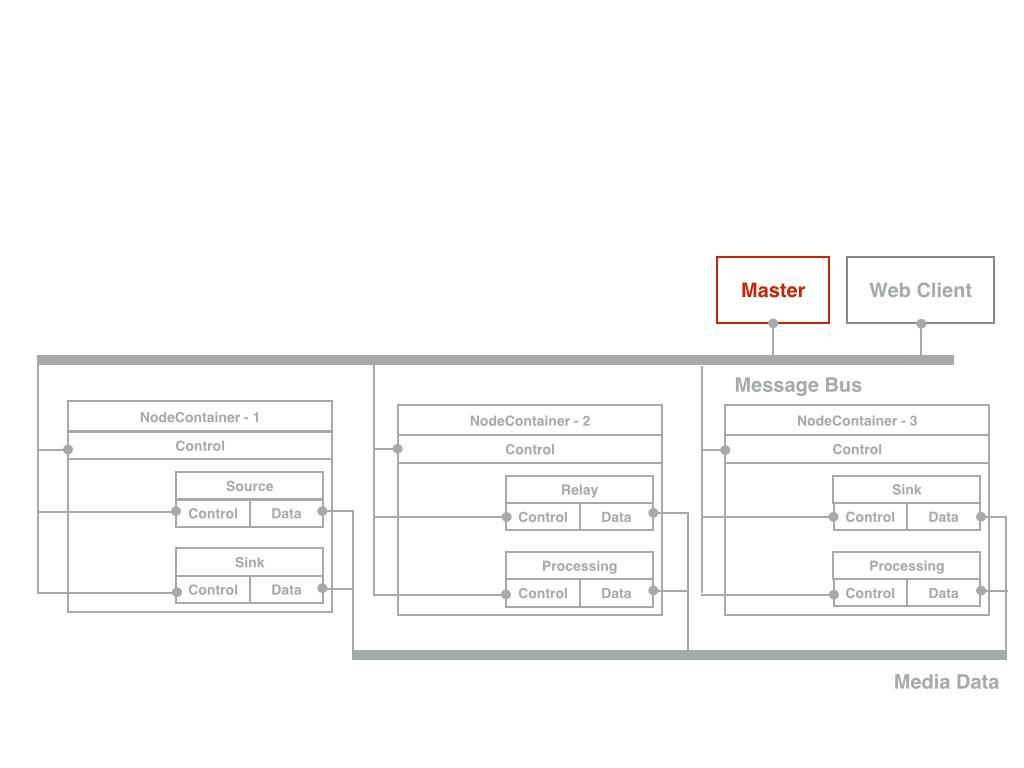 Master
Web Client
Message Bus
NodeContainer - 1
Control
Source
Control Data
Sink
Control Data
NodeContainer - 2
Control
Relay
Control Data
Processing
Control Data
NodeContainer - 3
Control
Sink
Control Data
Processing
Control Data
Media Data